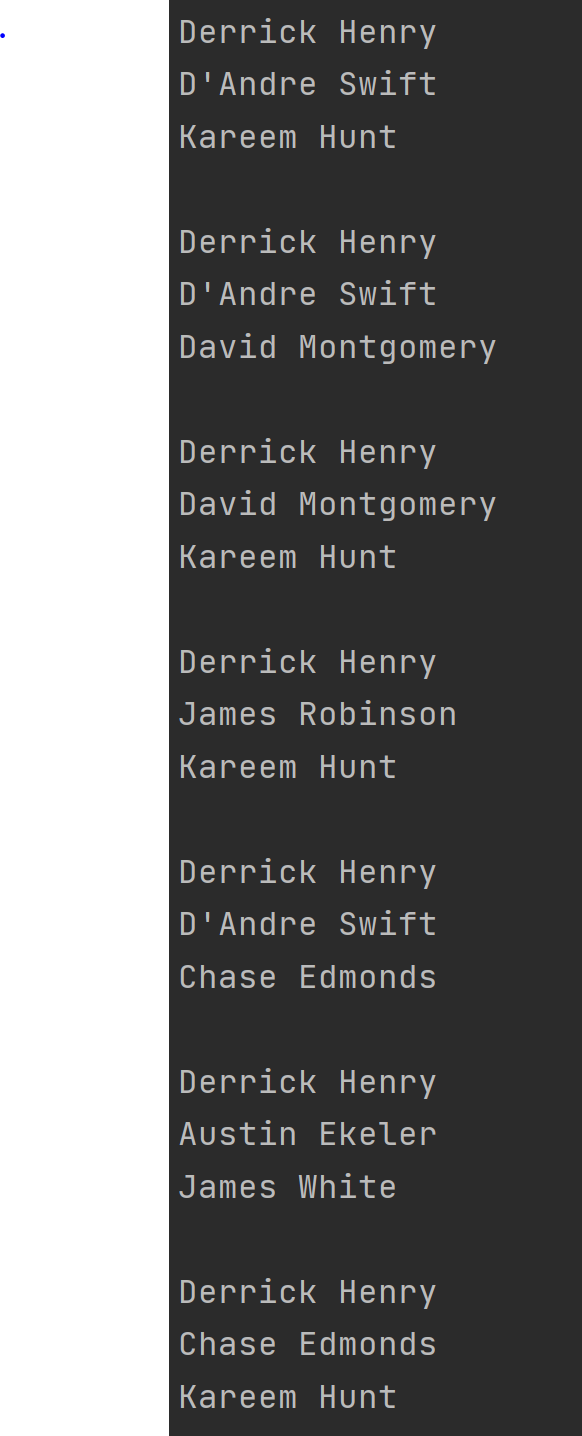 Derrick Henry
D'Andre Swift
Kareem Hunt

Derrick Henry
D'Andre Swift
David Montgomery

Derrick Henry
David Montgomery
Kareem Hunt

Derrick Henry
James Robinson
Kareem Hunt

Derrick Henry
D'Andre Swift
Chase Edmonds

Derrick Henry
Austin Ekeler
James White

Derrick Henry
Chase Edmonds
Kareem Hunt